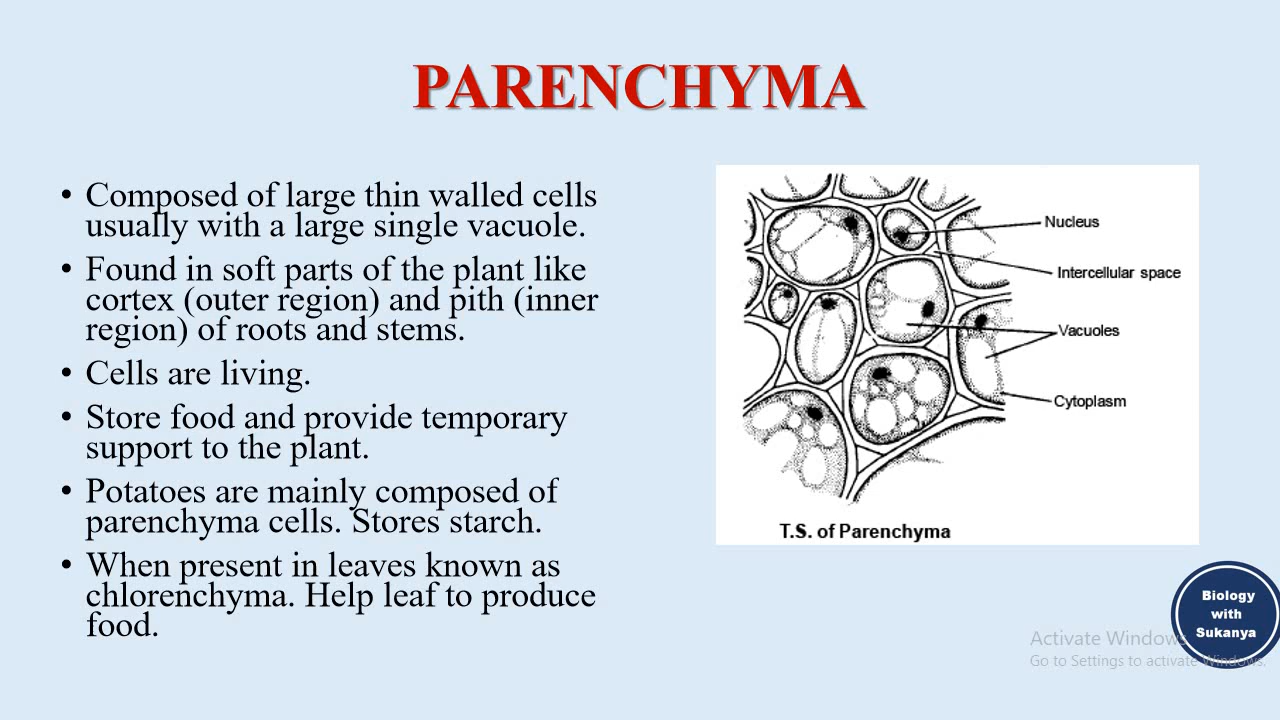 PARENCHYMA
• Composed of large thin walled cells
usually with a large single vacuole.
• Found in soft parts of the plant like
cortex (outer region) and pith (inner
region) of roots and stems.
• Cells are living.
• Store food and provide temporary
support to the plant.
• Potatoes are mainly composed of
parenchyma cells. Stores starch.
• When present in leaves known as
chlorenchyma. Help leaf to produce
food.
Nucleus
Intercellular space
Vacuoles
Cytoplasm
T.S. of Parenchyma
Biology
with
Sukanya
Activate Windows
Go to Settings to activate Windows.